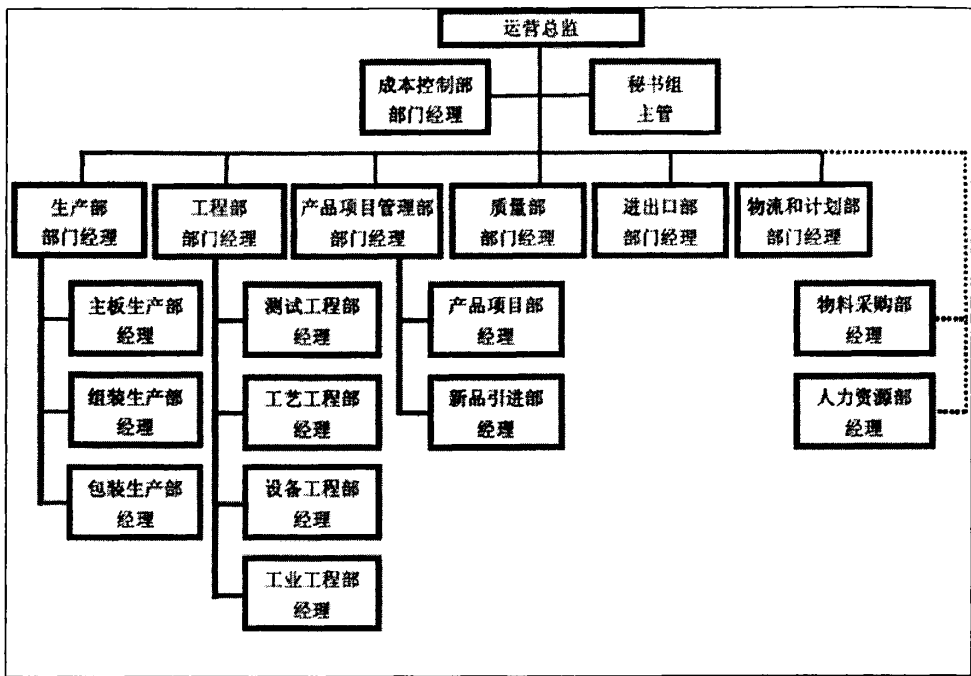 运营总监
成本控制部
部门经理
秘书组
主管
生产部
部门经理
工程部
部门经理
产品项目管理部
部门经理
质量部
部门经理
进出口部
部门经理
物流和计划部
部门经理
主板生产部
经理
测试工程部
经理
产品项目部
经理
物料采购部
经理
组装生产部
经理
工艺工程部
经理
新品引进部
经理
人力资源部
经理
包装生产部
经理
设备工程部
经理
工业工程部
经理